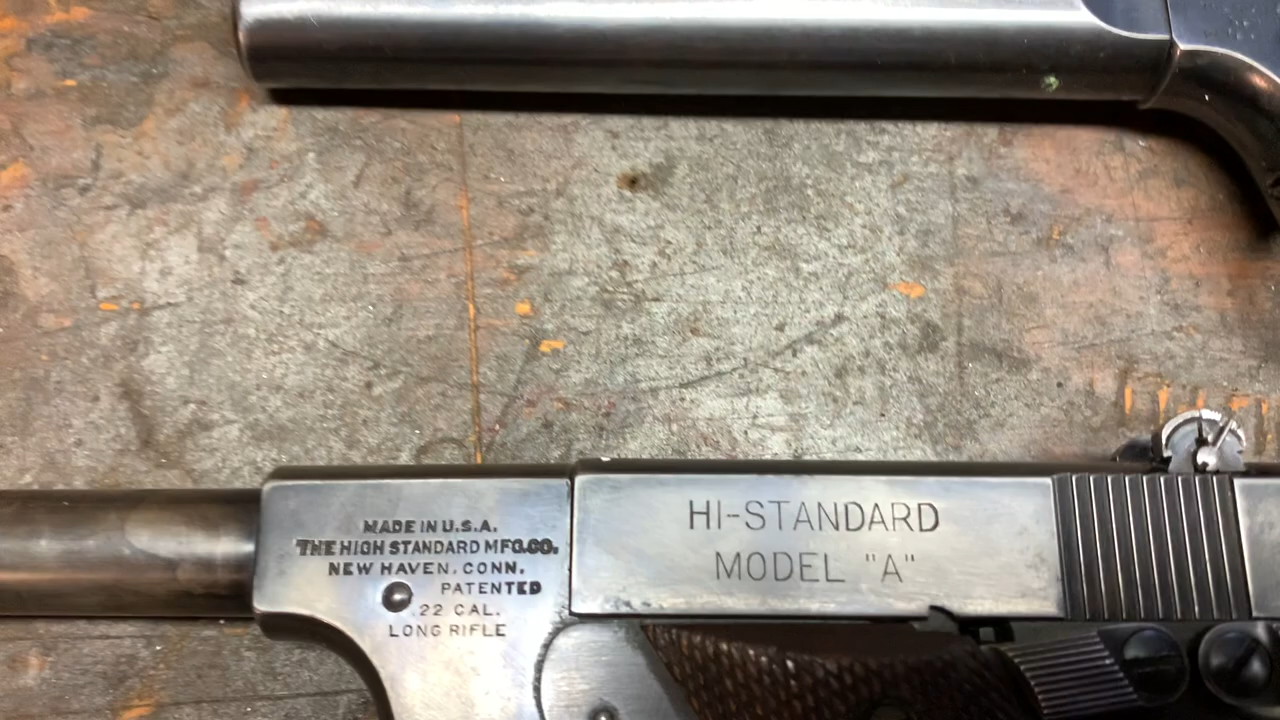 MADE IN U.S.A.
THE HIGH STANDARD MFG.CO.
NEW HAVEN. CONN.
PATENTED
.22 CAL.
LONG RIFLE
HI-STANDARD
MODEL "A"